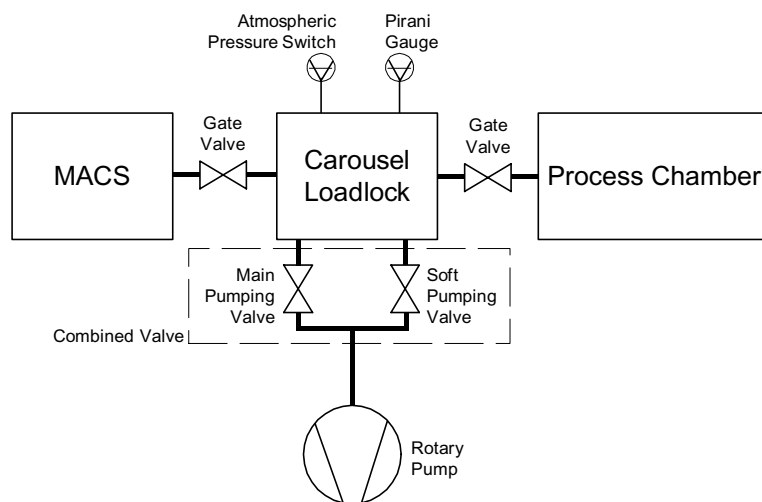 Atmospheric
Pressure Switch
Pirani
Gauge
MACS
Gate
Valve
Carousel
Loadlock
Gate
Valve
Process Chamber
Main
Pumping
Valve
Soft
Pumping
Valve
Combined Valve
Rotary
Pump